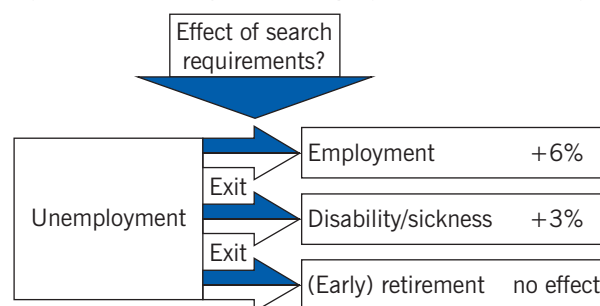 Effect of search
requirements?
Employment +6%
Exit
Unemployment
Disability/sickness +3%
Exit
(Early) retirement no effect